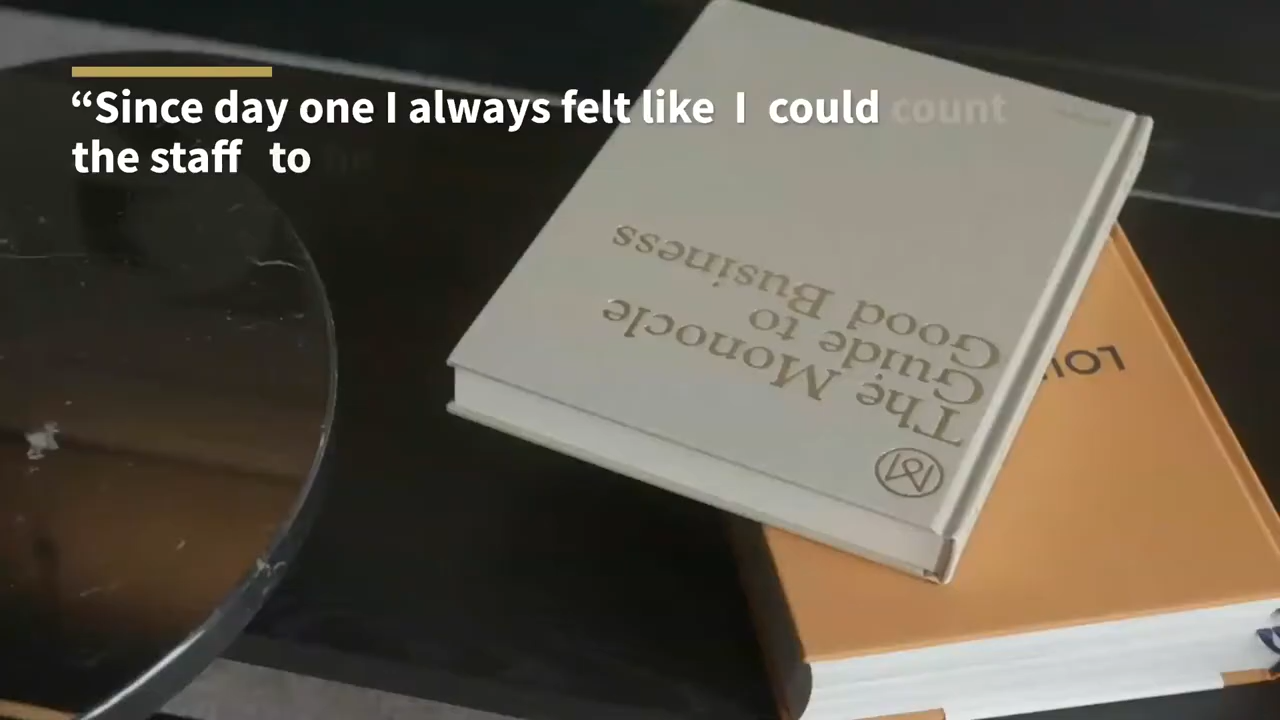 “Since day one I always felt like I could count
the staff to
The Monocle
Guide to
Good Business